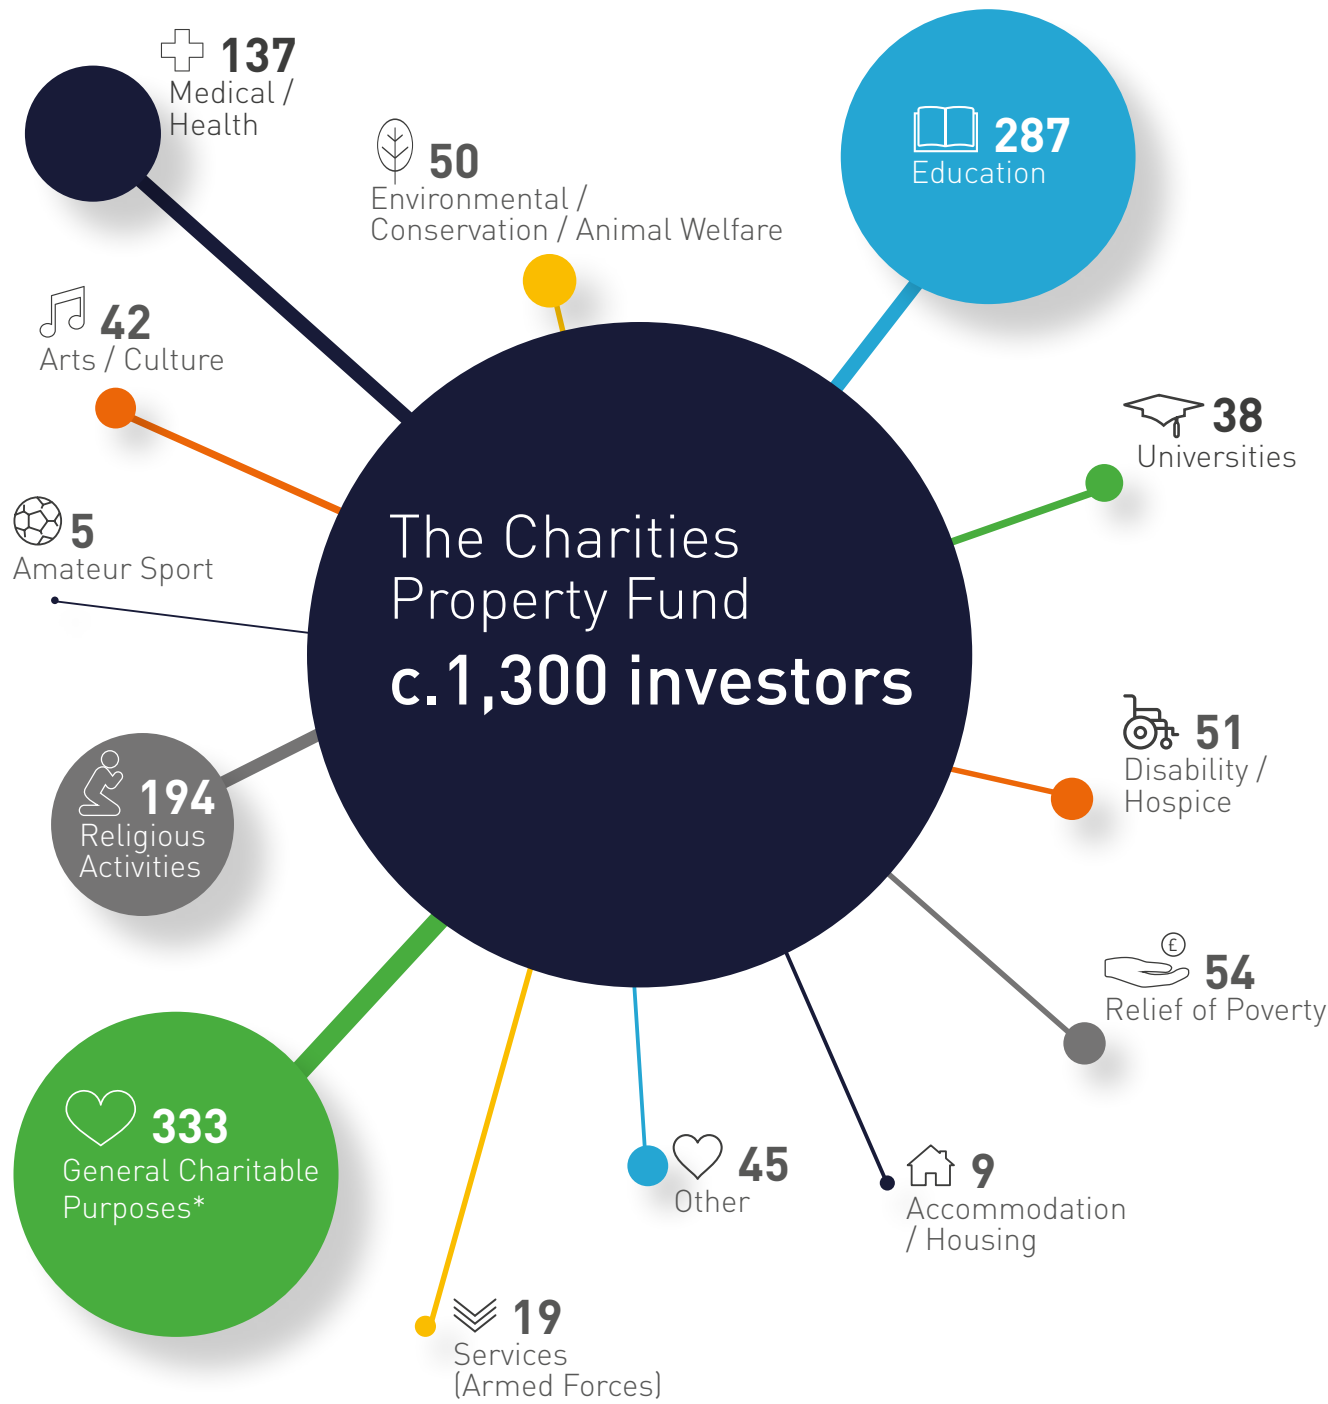 137
Medical /
Health
50
Environmental /
Conservation / Animal Welfare
287
Education
42
Arts / Culture
38
Universities
5
Amateur Sport
The Charities
Property Fund
c.1,300 investors
51
Disability /
Hospice
194
Religious
Activities
£
54
Relief of Poverty
333
General Charitable
Purposes*
45
Other
9
Accommodation
/ Housing
19
Services
(Armed Forces)